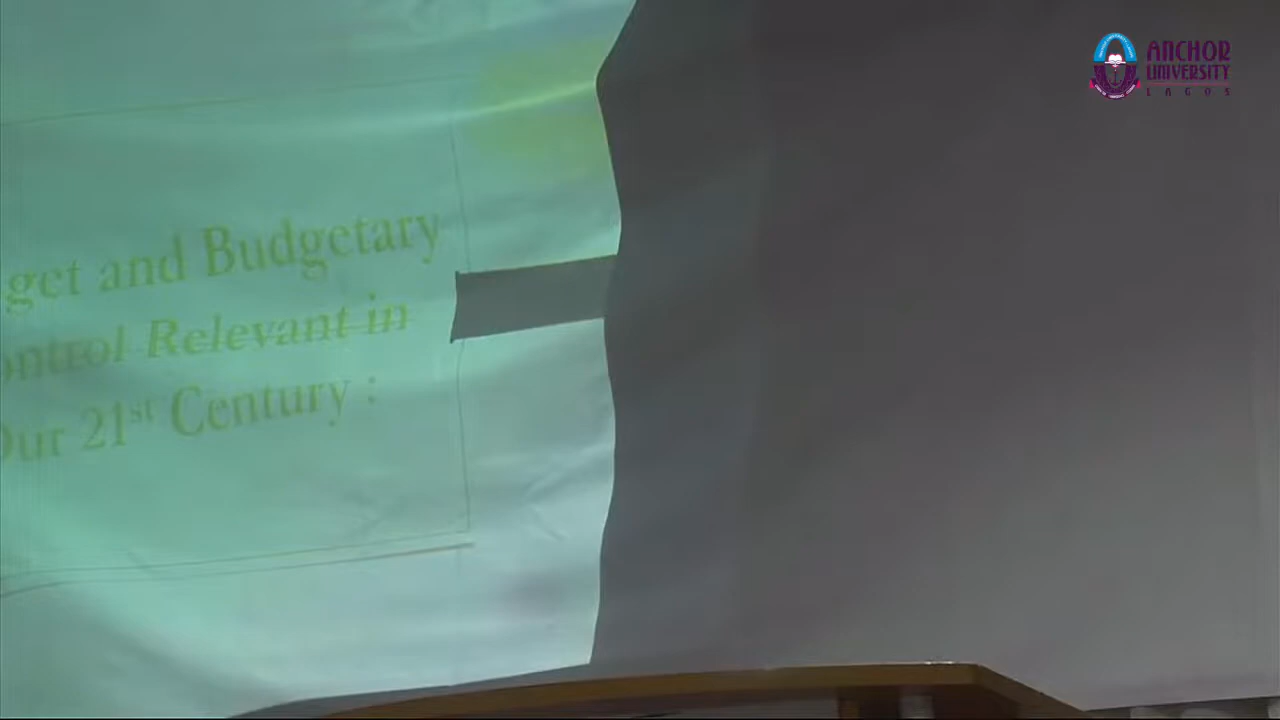 get and Budgetary
ontrol Relevant in
Our 21st Century :
ANCHOR
UNIVERSITY
LAGOS